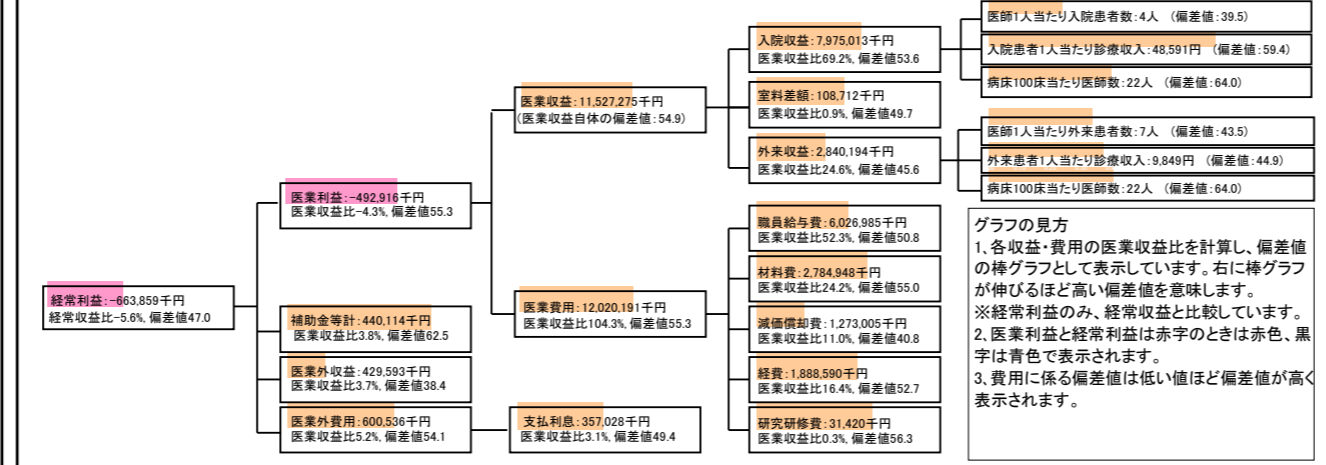 経常利益:-663,859千円
経常収支比-5.6%, 偏差値47.0
医業利益:-492,916千円
医業収益比-4.3%, 偏差値55.3
補助金等計:440,114千円
医業収益比3.8%, 偏差値62.5
医業外収益:429,593千円
医業収益比3.7%, 偏差値38.4
医業外費用:600,536千円
医業収益比5.2%, 偏差値54.1
支払利息:357,028千円
医業収益比3.1%, 偏差値49.4
医業収益:11,527,275千円
(医業収益自体の偏差値:54.9)
医業費用:12,020,191千円
医業収益比104.3%, 偏差値55.3
入院収益:7,975,013千円
医業収益比69.2%, 偏差値53.6
室料差額:108,712千円
医業収益比0.9%, 偏差値49.7
外来収益:2,840,194千円
医業収益比24.6%, 偏差値45.6
職員給与費:6,026,985千円
医業収益比52.3%, 偏差値50.8
材料費:2,784,948千円
医業収益比24.2%, 偏差値55.0
減価償却費:1,273,005千円
医業収益比11.0%, 偏差値40.8
経費:1,888,590千円
医業収益比16.4%, 偏差値52.7
研究研修費:31,420千円
医業収益比0.3%, 偏差値56.3
医師1人当たり入院患者数:4人 (偏差値:39.5)
入院患者1人当たり診療収入:48,591円 (偏差値:59.4)
病床100床当たり医師数:22人 (偏差値:64.0)
医師1人当たり外来患者数:7人 (偏差値:43.5)
外来患者1人当たり診療収入:9,849円 (偏差値:44.9)
病床100床当たり医師数:22人 (偏差値:64.0)
グラフの見方
1、各収益・費用の医業収益比を計算し、偏差値
の棒グラフとして表示しています。右に棒グラフ
が伸びるほど高い偏差値を意味します。
※経常利益のみ、経常収益と比較しています。
2、医業利益と経常利益は赤字のときは赤色、黒
字は青色で表示されます。
3、費用に係る偏差値は低い値ほど偏差値が高く
表示されます。